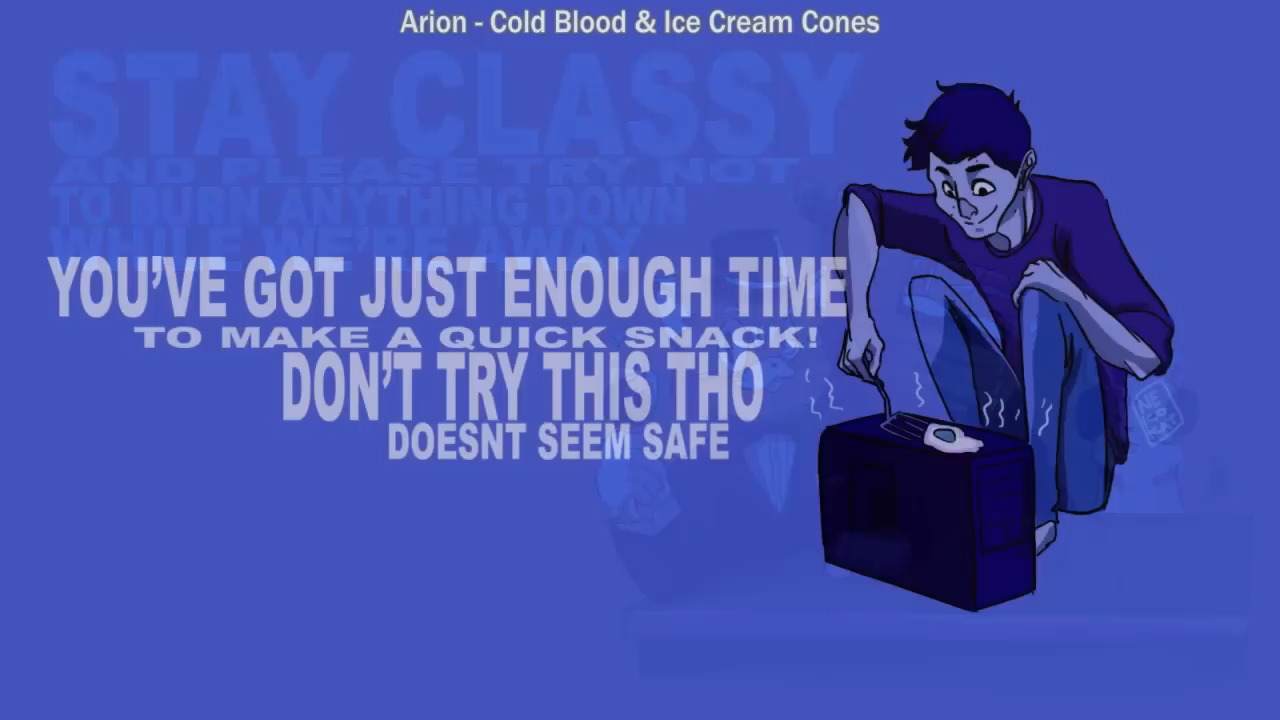 Arion - Cold Blood & Ice Cream Cones
STAY CLASSY
AND PLEASE TRY NOT
TO BURN ANYTHING DOWN
WHILE WE'RE AWAY
YOU'VE GOT JUST ENOUGH TIME
TO MAKE A QUICK SNACK!
DON'T TRY THIS THO
DOESNT SEEM SAFE